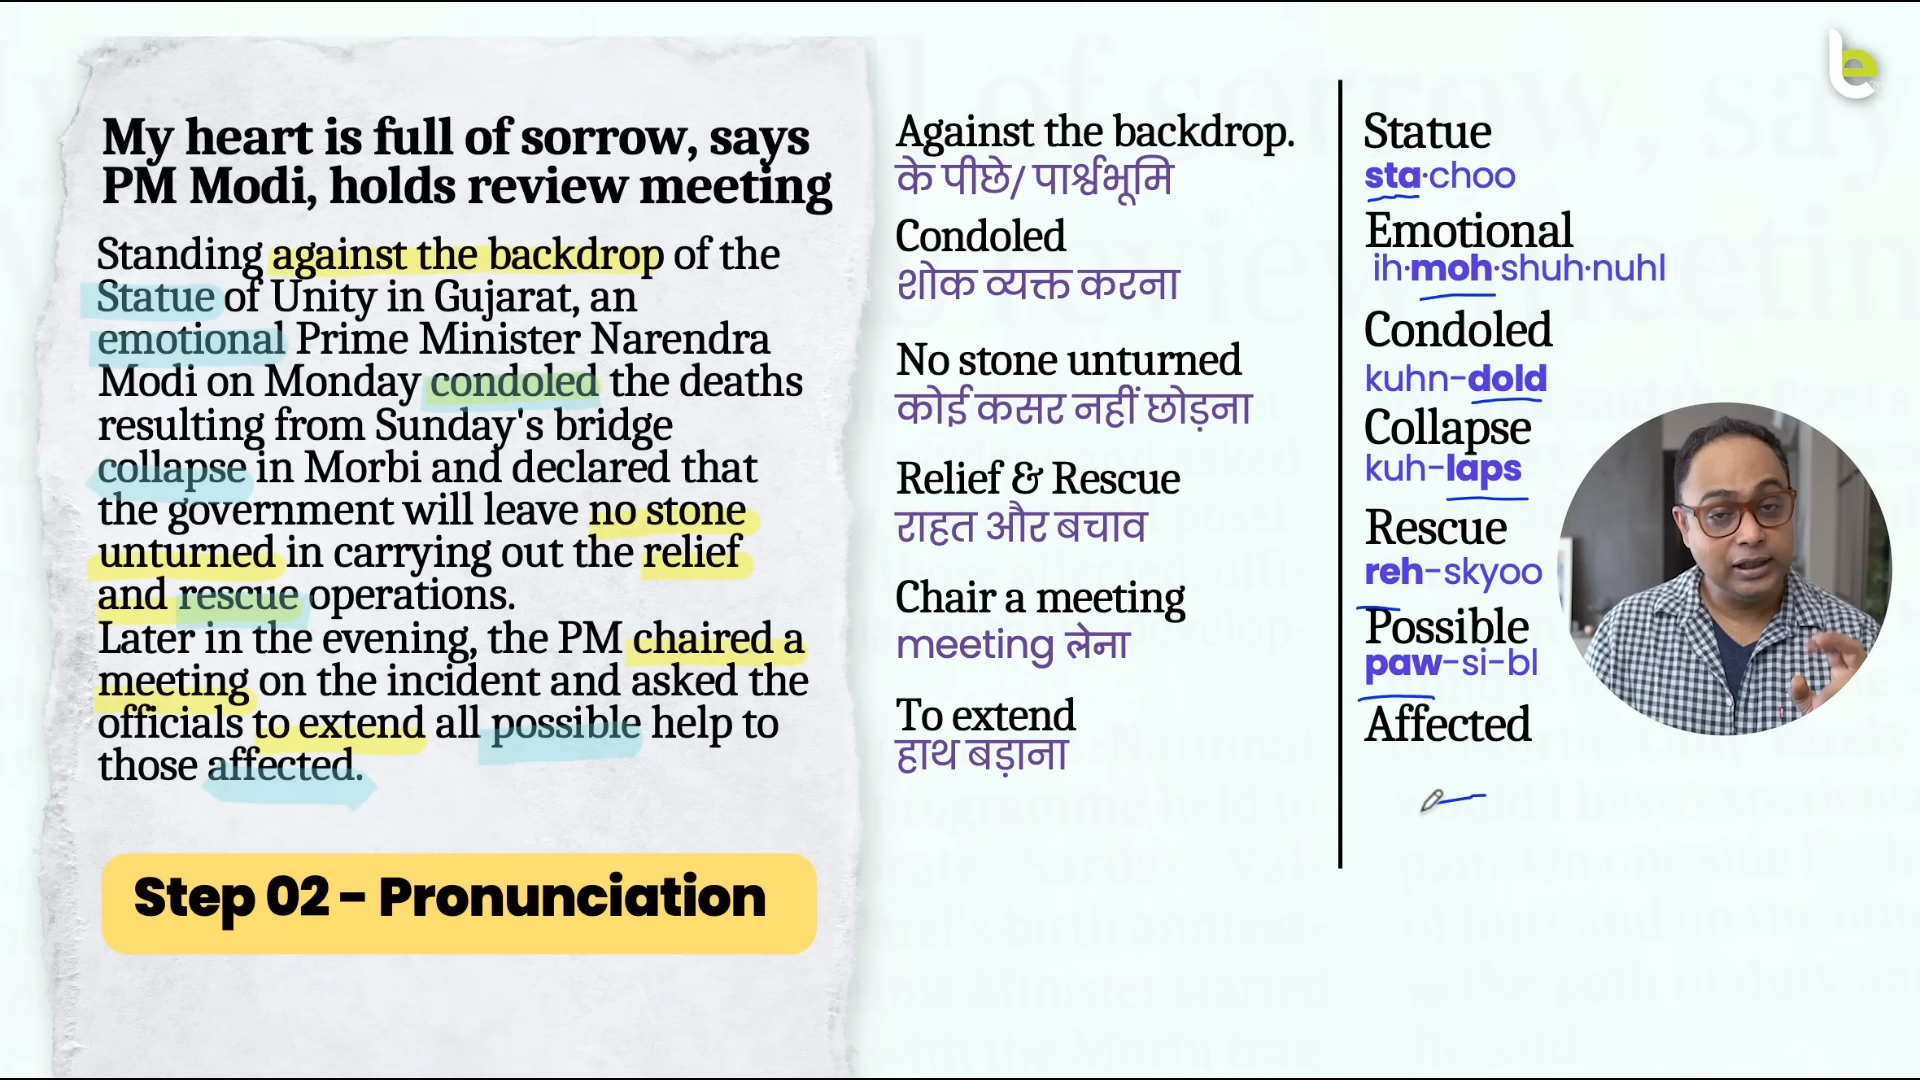 My heart is full of sorrow, says
PM Modi, holds review meeting
Standing against the backdrop of the
Statue of Unity in Gujarat, an
emotional Prime Minister Narendra
Modi on Monday condoled the deaths
resulting from Sunday's bridge
collapse in Morbi and declared that
the government will leave no stone
unturned in carrying out the relief
and rescue operations.
Later in the evening, the PM chaired a
meeting on the incident and asked the
officials to extend all possible help to
those affected.
Step 02 - Pronunciation
Against the backdrop.
के पीछे/ पार्श्वभूमि
Condoled
शोक व्यक्त करना
No stone unturned
कोई कसर नहीं छोड़ना
Relief & Rescue
राहत और बचाव
Chair a meeting
meeting लेना
To extend
हाथ बड़ाना
Statue
sta·choo
Emotional
ih·moh·shuh·nuhl
Condoled
kuhn-dold
Collapse
kuh-laps
Rescue
reh-skyoo
Possible
paw-si-bl
Affected